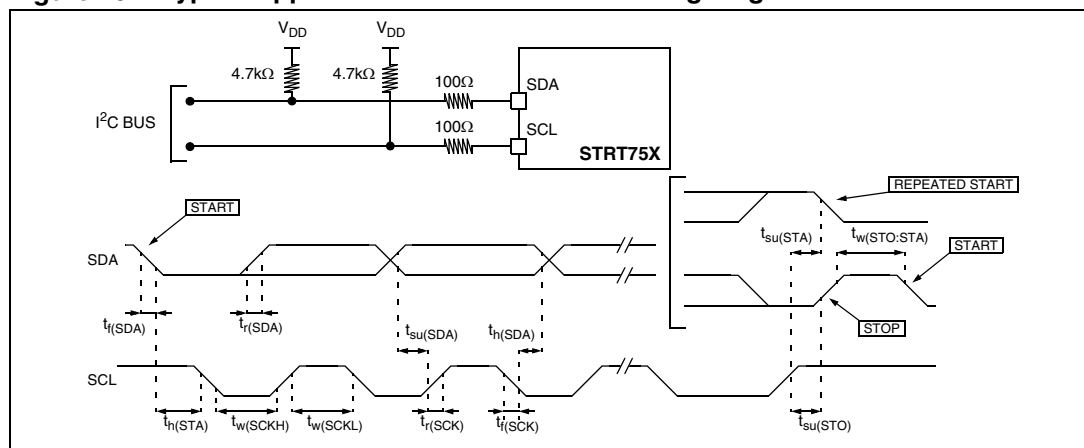 V_DD V_DD
4.7kΩ 4.7kΩ
100Ω
SDA
I²C BUS
100Ω
SCL
STRT75X
REPEATED START
START
t_su(STA) t_w(STO:STA)
START
SDA
t_f(SDA) t_r(SDA) t_su(SDA) t_h(SDA)
STOP
SCL
t_h(STA) t_w(SCKH) t_w(SCKL) t_r(SCK) t_f(SCK) t_su(STO)